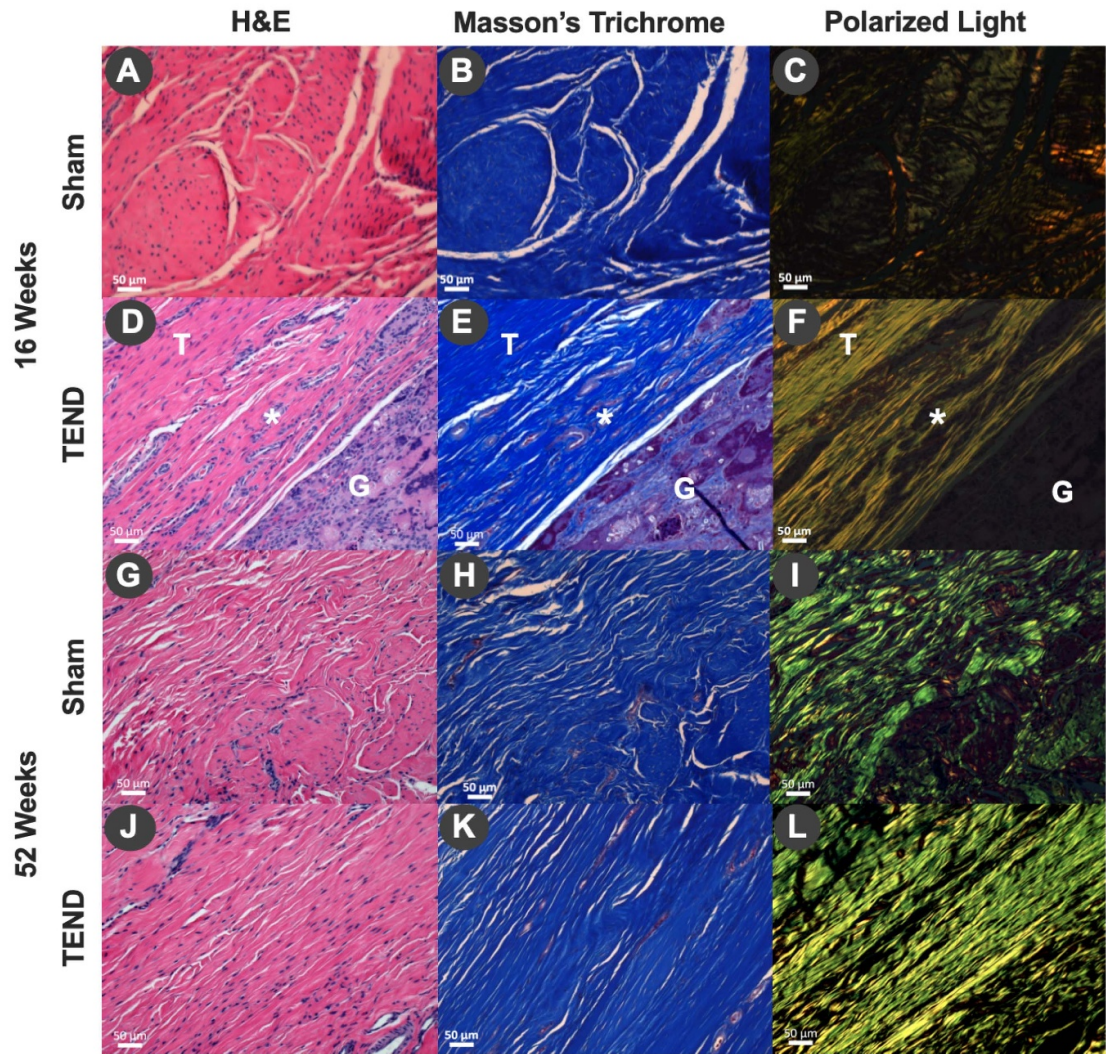 H&E
Masson's Trichrome
Polarized Light
16 Weeks
Sham
A
50 µm
B
50 µm
C
50 µm
TEND
D
T
*
G
50 µm
E
T
*
G
50 µm
F
T
*
G
50 µm
52 Weeks
Sham
G
50 µm
H
50 µm
I
50 µm
TEND
J
50 µm
K
50 µm
L
50 µm